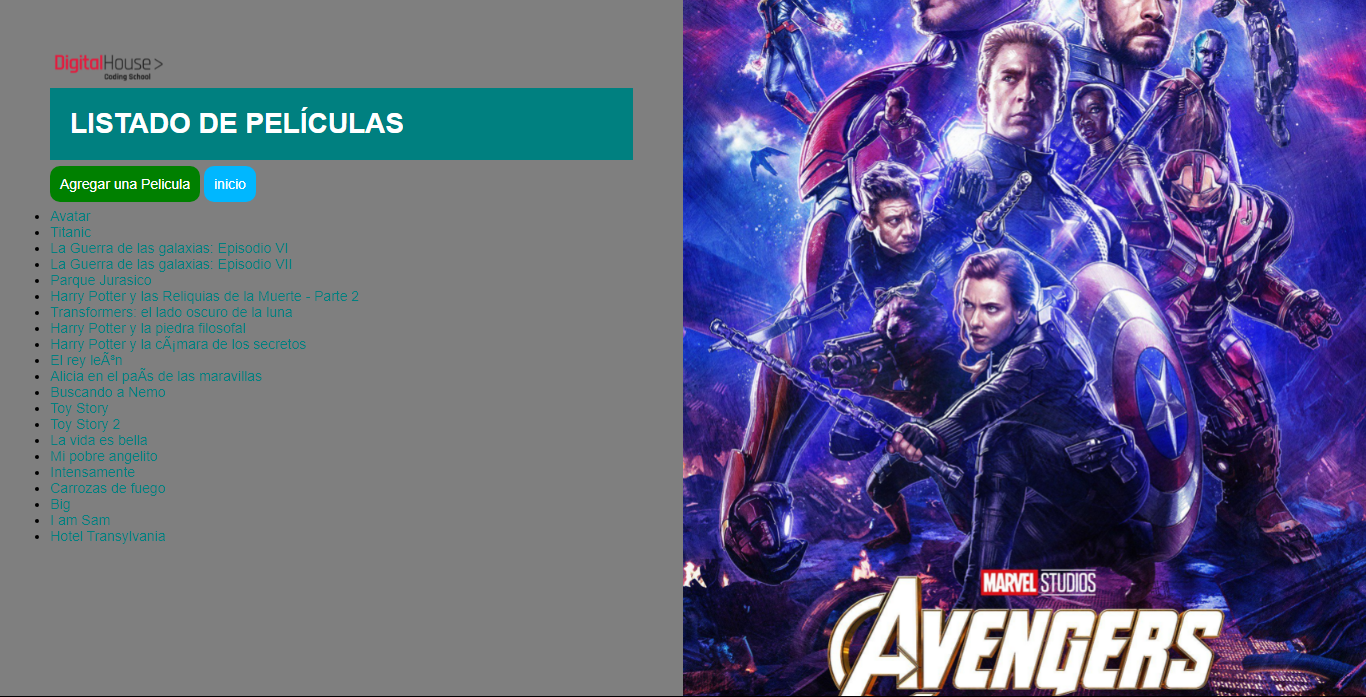 DigitalHouse >
Coding School
LISTADO DE PELÍCULAS
Agregar una Pelicula
inicio
Avatar
Titanic
La Guerra de las galaxias: Episodio VI
La Guerra de las galaxias: Episodio VII
Parque Jurasico
Harry Potter y las Reliquias de la Muerte - Parte 2
Transformers: el lado oscuro de la luna
Harry Potter y la piedra filosofal
Harry Potter y la cÃ¡mara de los secretos
El rey leÃ³n
Alicia en el paÃs de las maravillas
Buscando a Nemo
Toy Story
Toy Story 2
La vida es bella
Mi pobre angelito
Intensamente
Carrozas de fuego
Big
I am Sam
Hotel Transylvania
MARVEL STUDIOS
AVENGERS